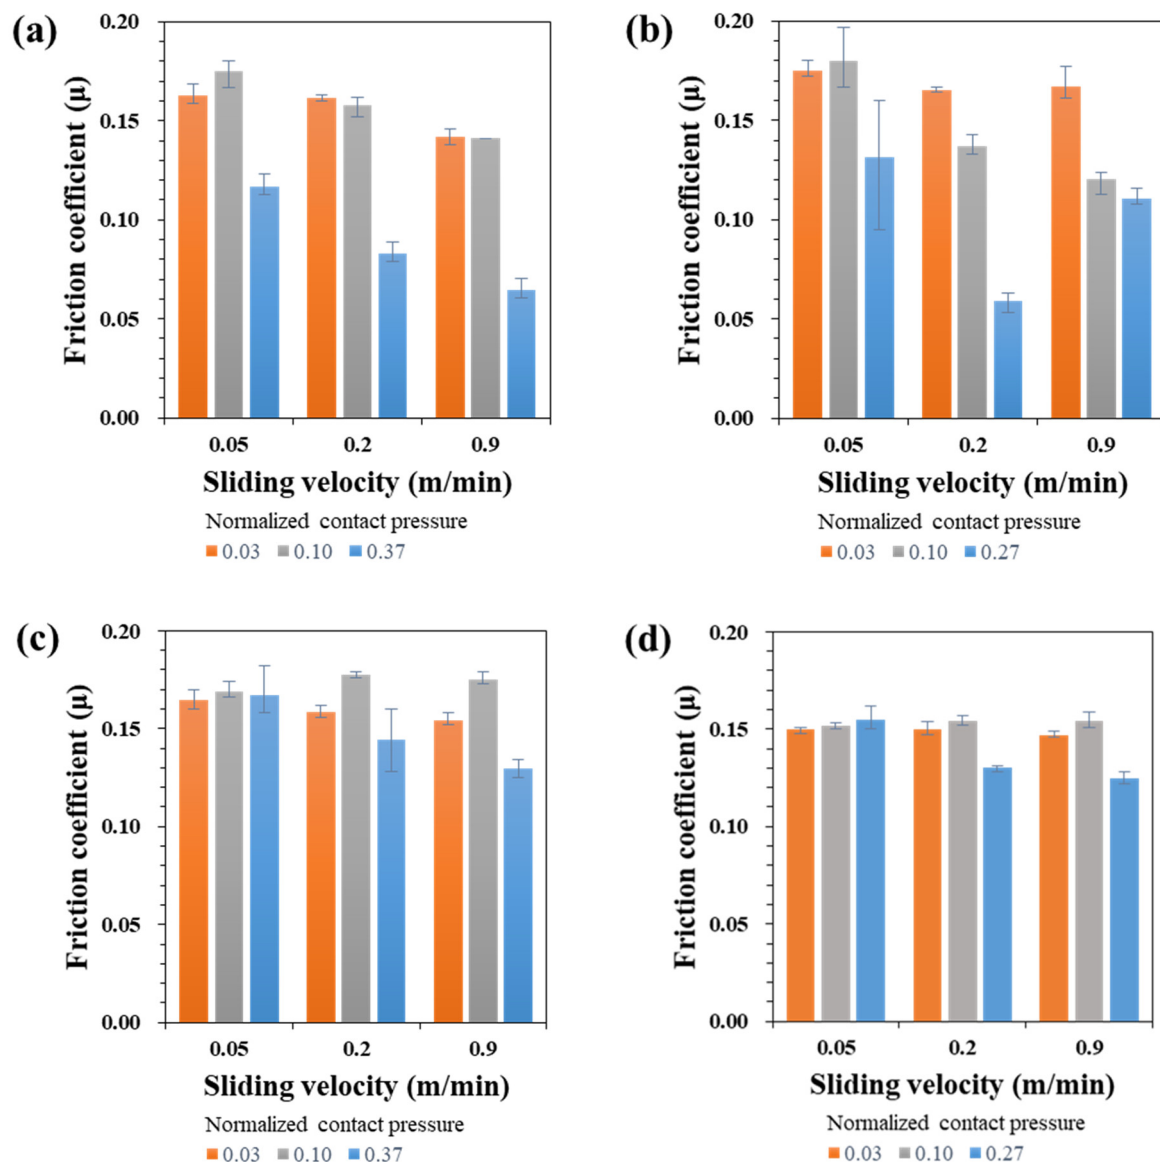 (a)
Friction coefficient (μ)
0.20
0.15
0.10
0.05
0.00
0.05 0.2 0.9
Sliding velocity (m/min)
Normalized contact pressure
0.03 0.10 0.37
(b)
Friction coefficient (μ)
0.20
0.15
0.10
0.05
0.00
0.05 0.2 0.9
Sliding velocity (m/min)
Normalized contact pressure
0.03 0.10 0.27
(c)
Friction coefficient (μ)
0.20
0.15
0.10
0.05
0.00
0.05 0.2 0.9
Sliding velocity (m/min)
Normalized contact pressure
0.03 0.10 0.37
(d)
Friction coefficient (μ)
0.20
0.15
0.10
0.05
0.00
0.05 0.2 0.9
Sliding velocity (m/min)
Normalized contact pressure
0.03 0.10 0.27